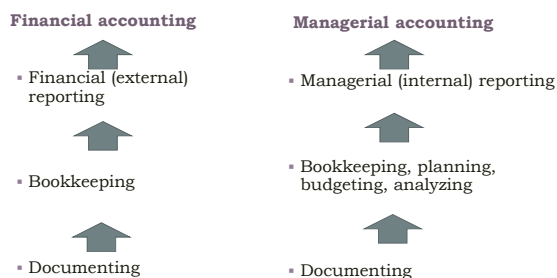 Financial accounting
▪ Financial (external)
reporting
▪ Bookkeeping
▪ Documenting
Managerial accounting
▪ Managerial (internal) reporting
▪ Bookkeeping, planning,
budgeting, analyzing
▪ Documenting